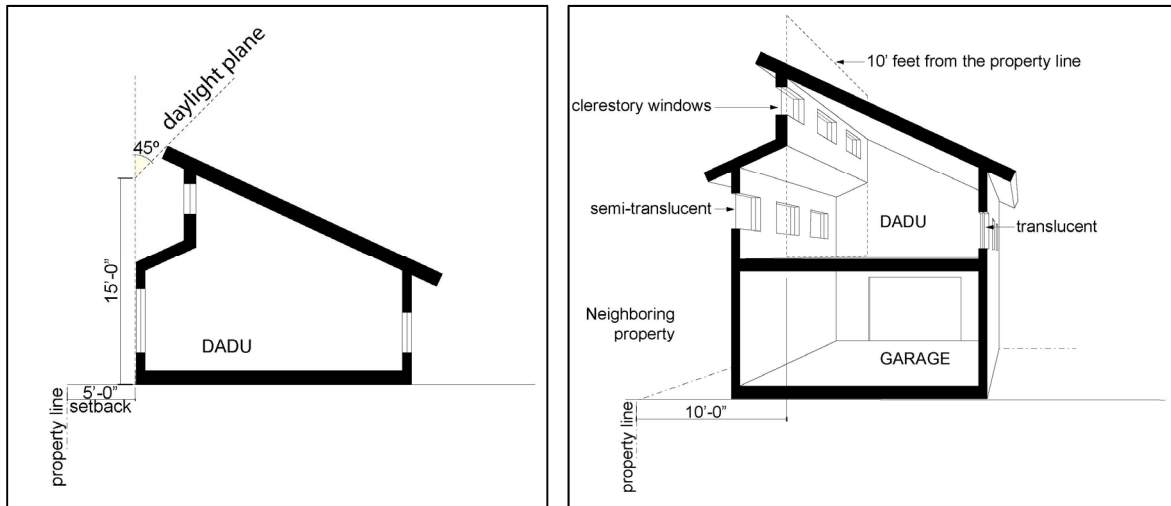 daylight plane
45º
15'-0”
DADU
5'-0”
setback
property line
10' feet from the property line
clerestory windows
semi-translucent
DADU
translucent
Neighboring
property
GARAGE
10'-0”
property line